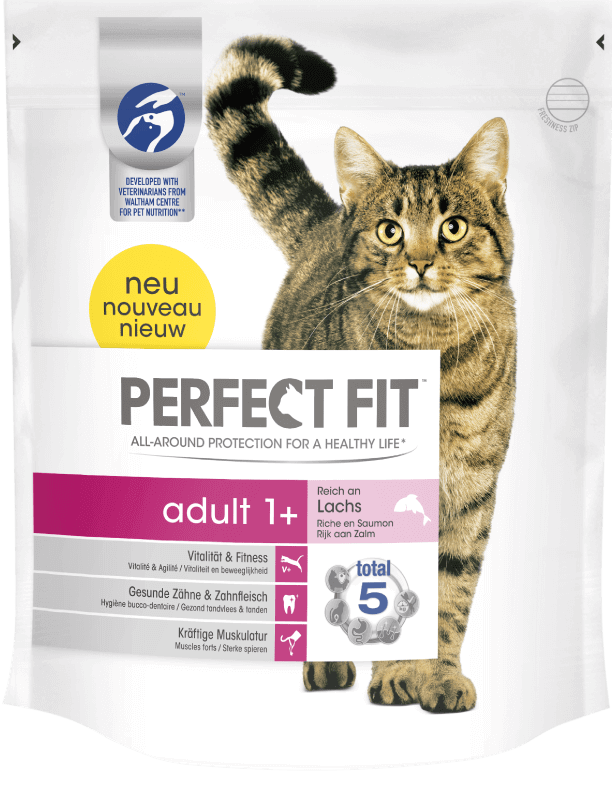 ™
DEVELOPED WITH
VETERINARIANS FROM
WALTHAM CENTRE
FOR PET NUTRITION**
FRESHNESS ZIP
neu
nouveau
nieuw
PERFECT FIT™
ALL-AROUND PROTECTION FOR A HEALTHY LIFE*
adult 1+
Reich an
Lachs
Riche en Saumon
Rijk aan Zalm
Vitalität & Fitness
Vitalité & Agilité / Vitaliteit en beweeglijkheid
V+
Gesunde Zähne & Zahnfleisch
Hygiène bucco-dentaire / Gezond tandvlees & tanden
Kräftige Muskulatur
Muscles forts / Sterke spieren
total
5